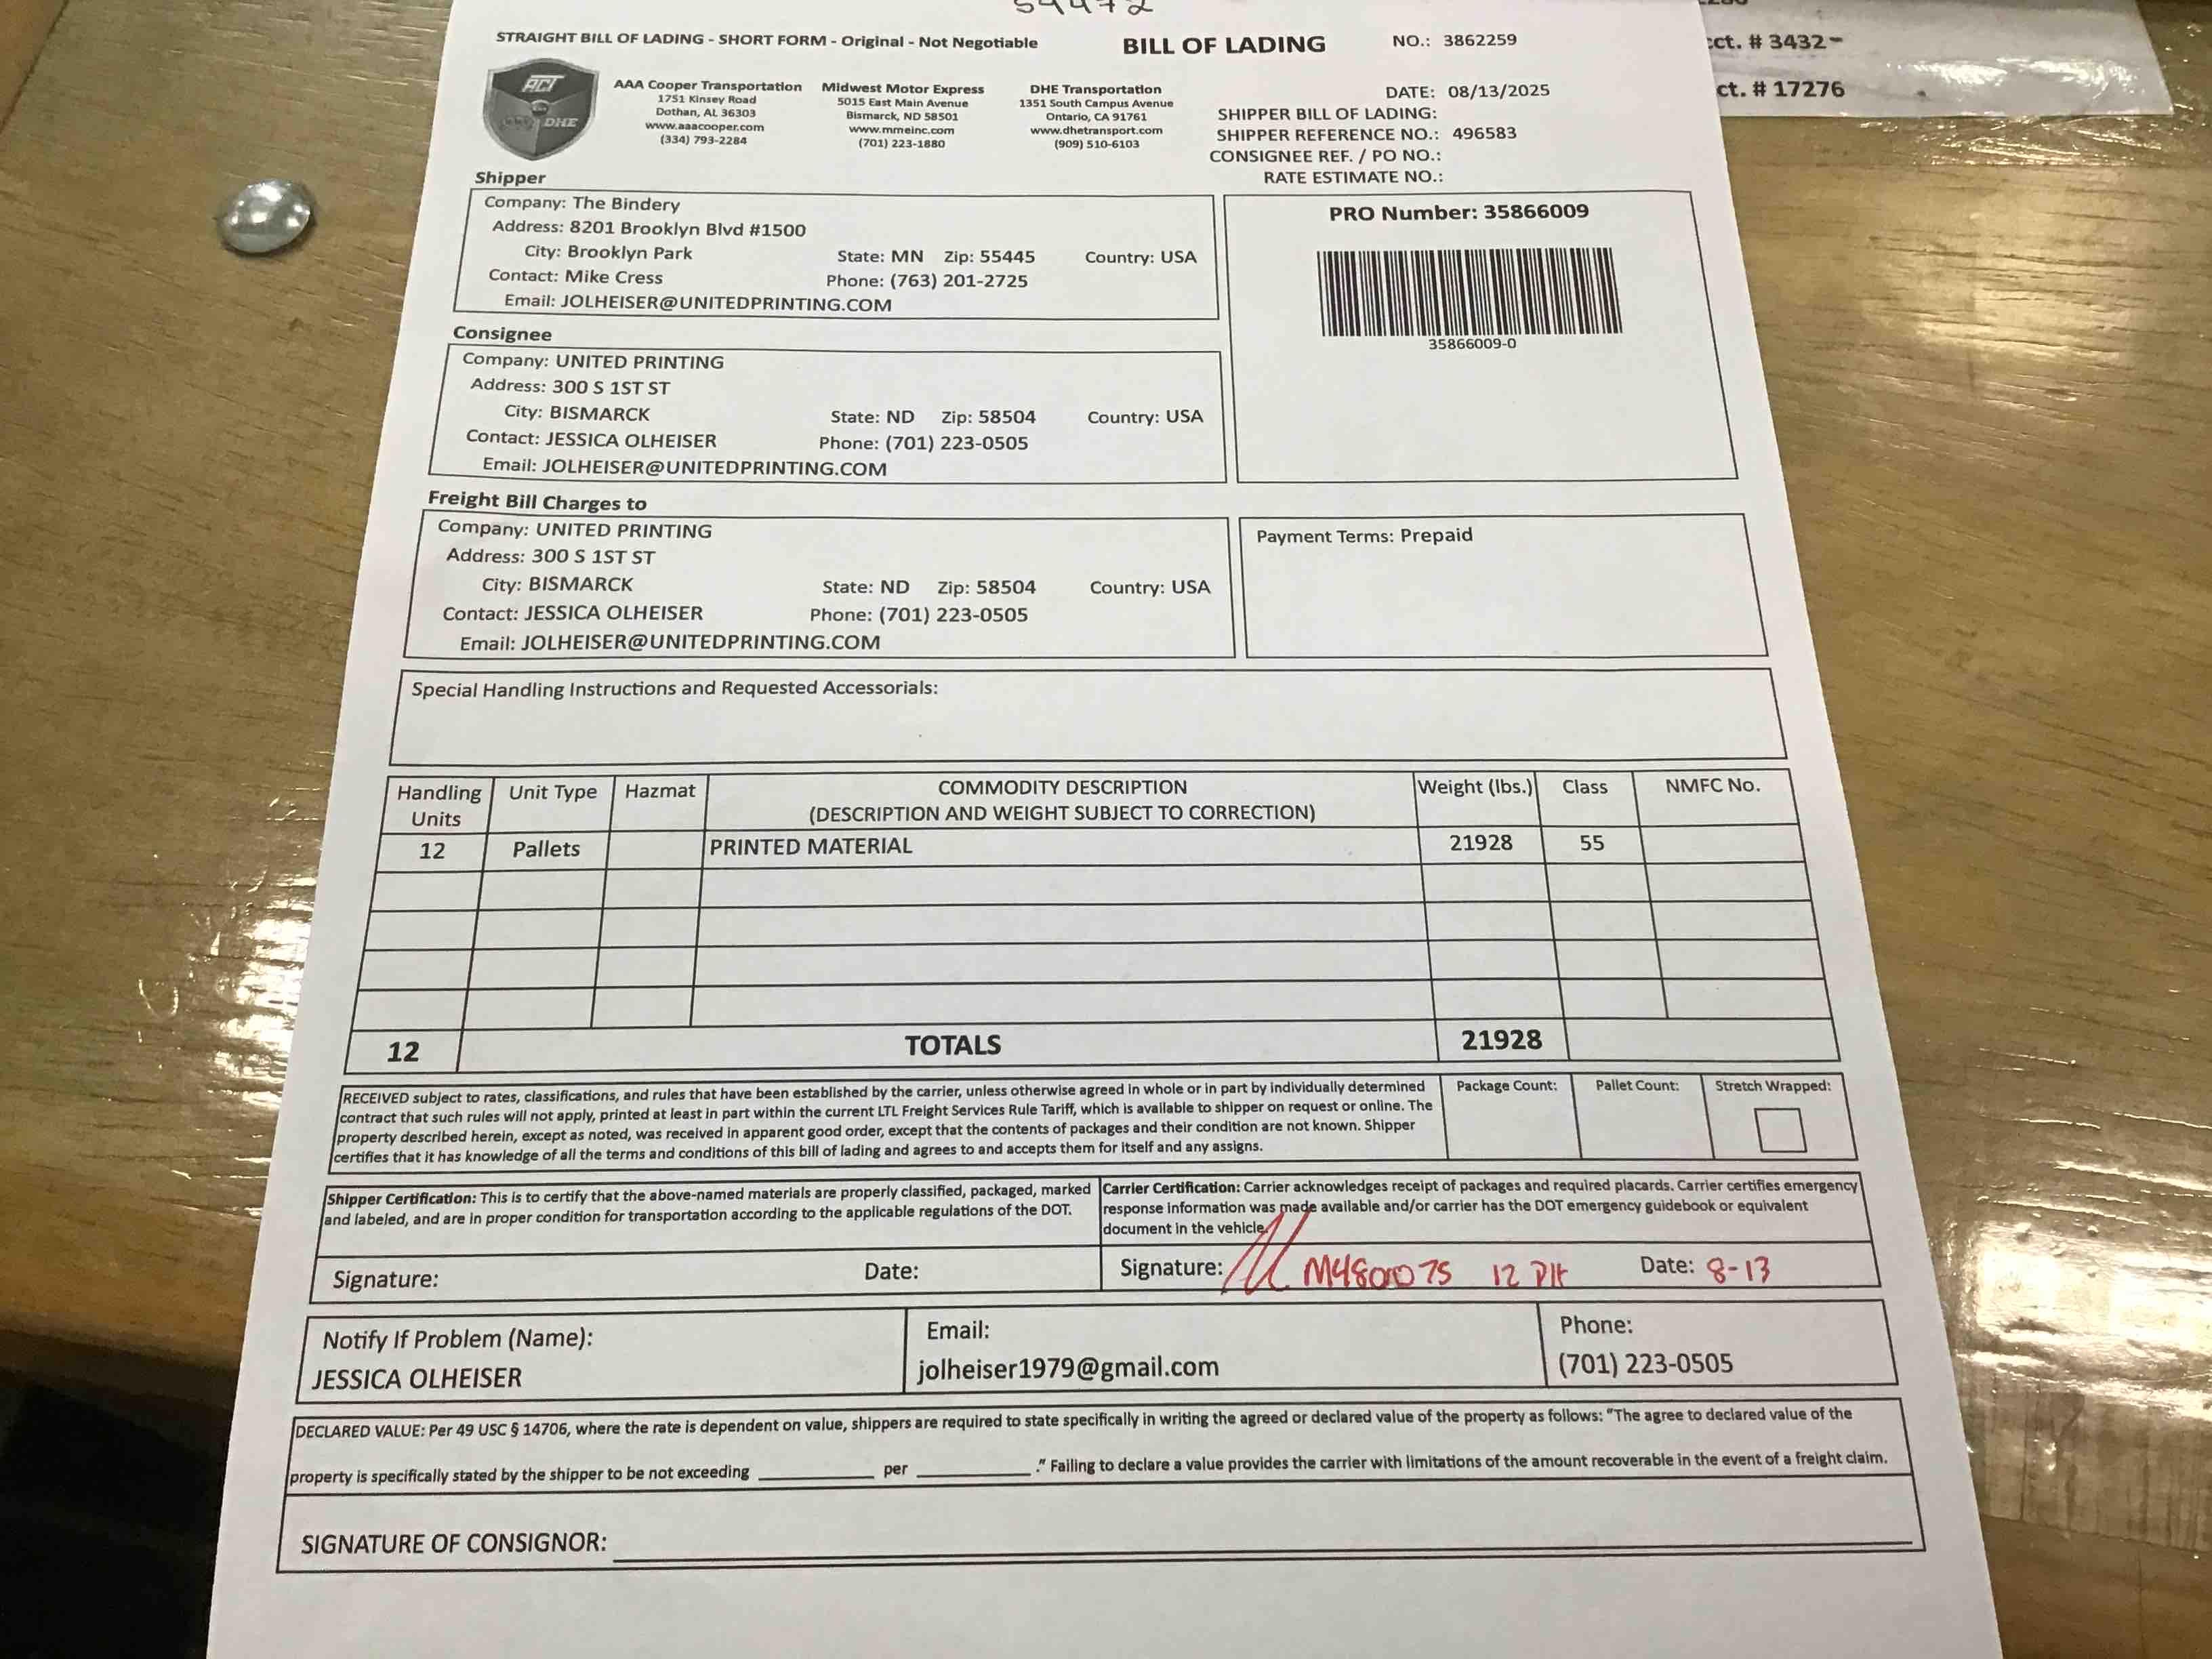 STRAIGHT BILL OF LADING - SHORT FORM - Original - Not Negotiable
BILL OF LADING
NO.: 3862259
ct. # 3432-
ct. # 17276
ACT
DHE
AAA Cooper Transportation
1751 Kinsey Road
Dothan, AL 36303
www.aaacooper.com
(334) 793-2284
Midwest Motor Express
5015 East Main Avenue
Bismarck, ND 58501
www.mmeinc.com
(701) 223-1880
DHE Transportation
1351 South Campus Avenue
Ontario, CA 91761
www.dhetransport.com
(909) 510-6103
DATE: 08/13/2025
SHIPPER BILL OF LADING:
SHIPPER REFERENCE NO.: 496583
CONSIGNEE REF. / PO NO.:
RATE ESTIMATE NO.:
Shipper
Company: The Bindery
Address: 8201 Brooklyn Blvd #1500
City: Brooklyn Park State: MN Zip: 55445 Country: USA
Contact: Mike Cress Phone: (763) 201-2725
Email: JOLHEISER@UNITEDPRINTING.COM
PRO Number: 35866009
35866009-0
Consignee
Company: UNITED PRINTING
Address: 300 S 1ST ST
City: BISMARCK State: ND Zip: 58504 Country: USA
Contact: JESSICA OLHEISER Phone: (701) 223-0505
Email: JOLHEISER@UNITEDPRINTING.COM
Freight Bill Charges to
Company: UNITED PRINTING
Address: 300 S 1ST ST
City: BISMARCK State: ND Zip: 58504 Country: USA
Contact: JESSICA OLHEISER Phone: (701) 223-0505
Email: JOLHEISER@UNITEDPRINTING.COM
Payment Terms: Prepaid
Special Handling Instructions and Requested Accessorials:
Handling Units Unit Type Hazmat COMMODITY DESCRIPTION (DESCRIPTION AND WEIGHT SUBJECT TO CORRECTION) Weight (lbs.) Class NMFC No.
12 Pallets PRINTED MATERIAL 21928 55
12 TOTALS 21928
RECEIVED subject to rates, classifications, and rules that have been established by the carrier, unless otherwise agreed in whole or in part by individually determined
contract that such rules will not apply, printed at least in part within the current LTL Freight Services Rule Tariff, which is available to shipper on request or online. The
property described herein, except as noted, was received in apparent good order, except that the contents of packages and their condition are not known. Shipper
certifies that it has knowledge of all the terms and conditions of this bill of lading and agrees to and accepts them for itself and any assigns.
Package Count: Pallet Count: Stretch Wrapped:
Shipper Certification: This is to certify that the above-named materials are properly classified, packaged, marked
and labeled, and are in proper condition for transportation according to the applicable regulations of the DOT.
Carrier Certification: Carrier acknowledges receipt of packages and required placards. Carrier certifies emergency
response information was made available and/or carrier has the DOT emergency guidebook or equivalent
document in the vehicle.
Signature: Date:
Signature: M480075 12 Plt Date: 8-13
Notify If Problem (Name):
JESSICA OLHEISER
Email:
jolheiser1979@gmail.com
Phone:
(701) 223-0505
DECLARED VALUE: Per 49 USC § 14706, where the rate is dependent on value, shippers are required to state specifically in writing the agreed or declared value of the property as follows: "The agree to declared value of the
property is specifically stated by the shipper to be not exceeding ________ per ________." Failing to declare a value provides the carrier with limitations of the amount recoverable in the event of a freight claim.
SIGNATURE OF CONSIGNOR: